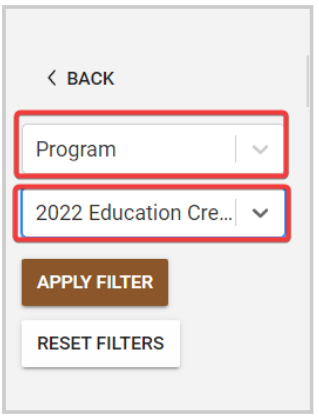 BACK
Program
2022 Education Cre...
APPLY FILTER
RESET FILTERS